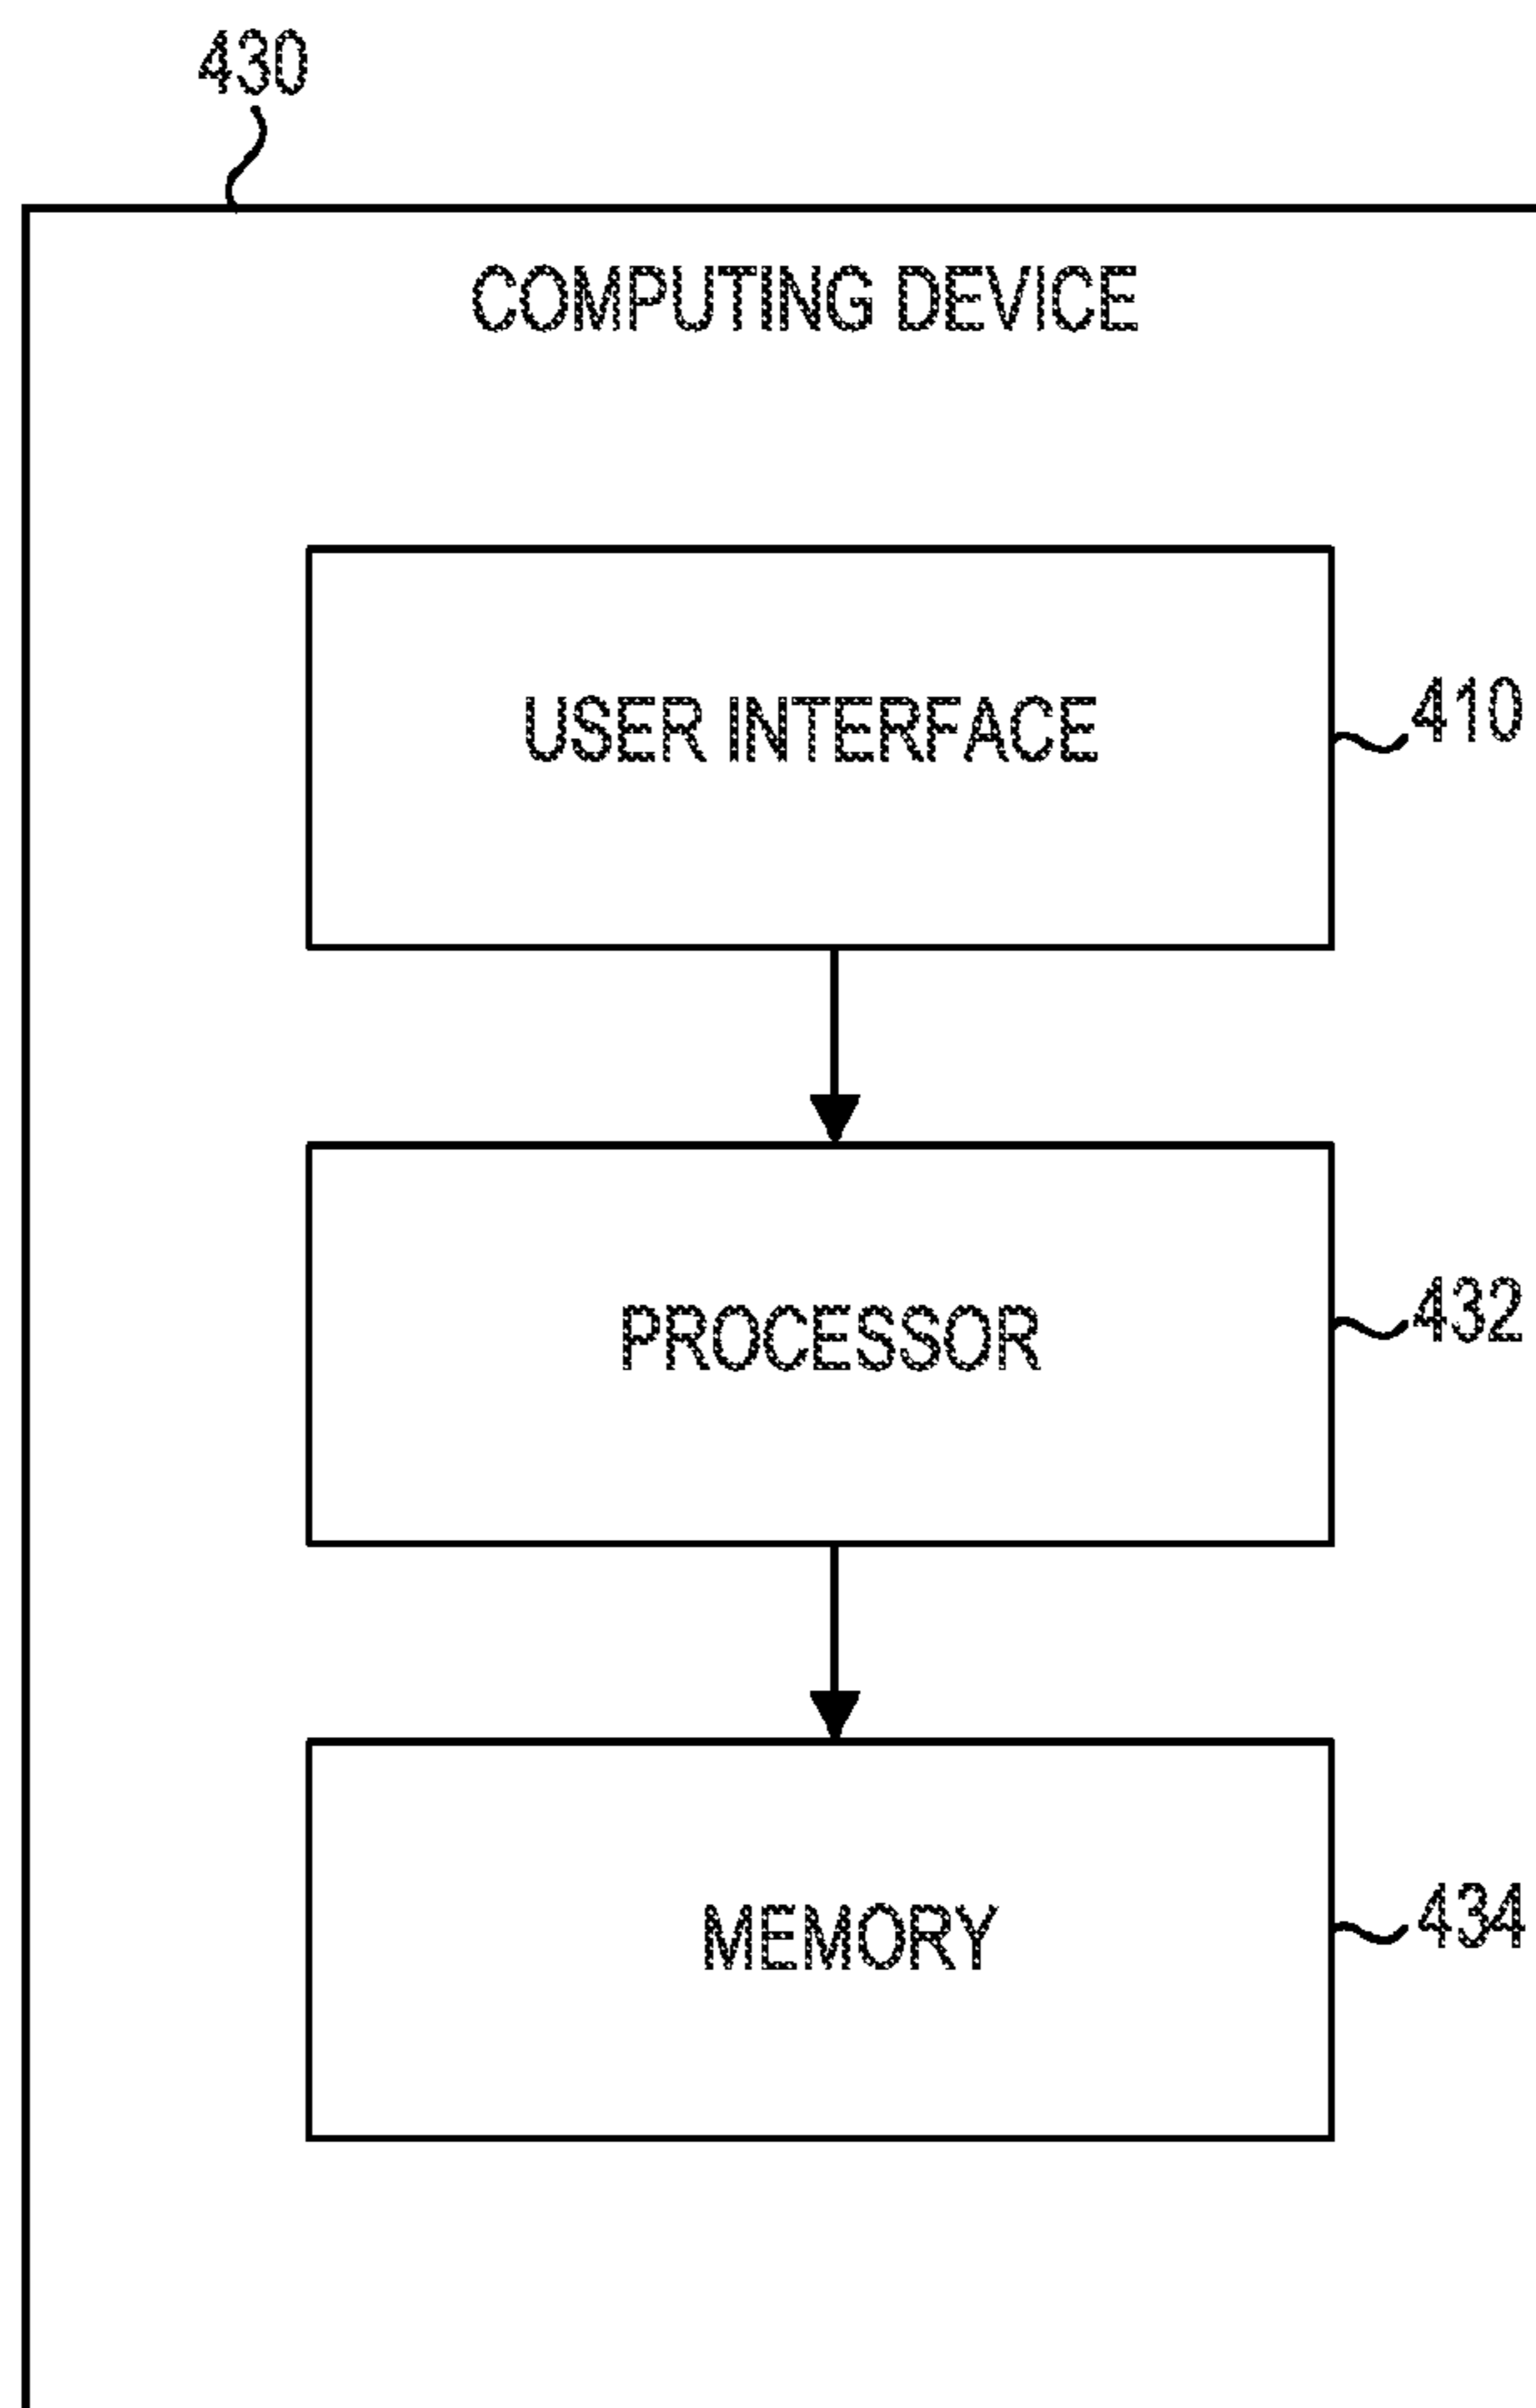 430
COMPUTING DEVICE
USER INTERFACE
410
PROCESSOR
432
MEMORY
434